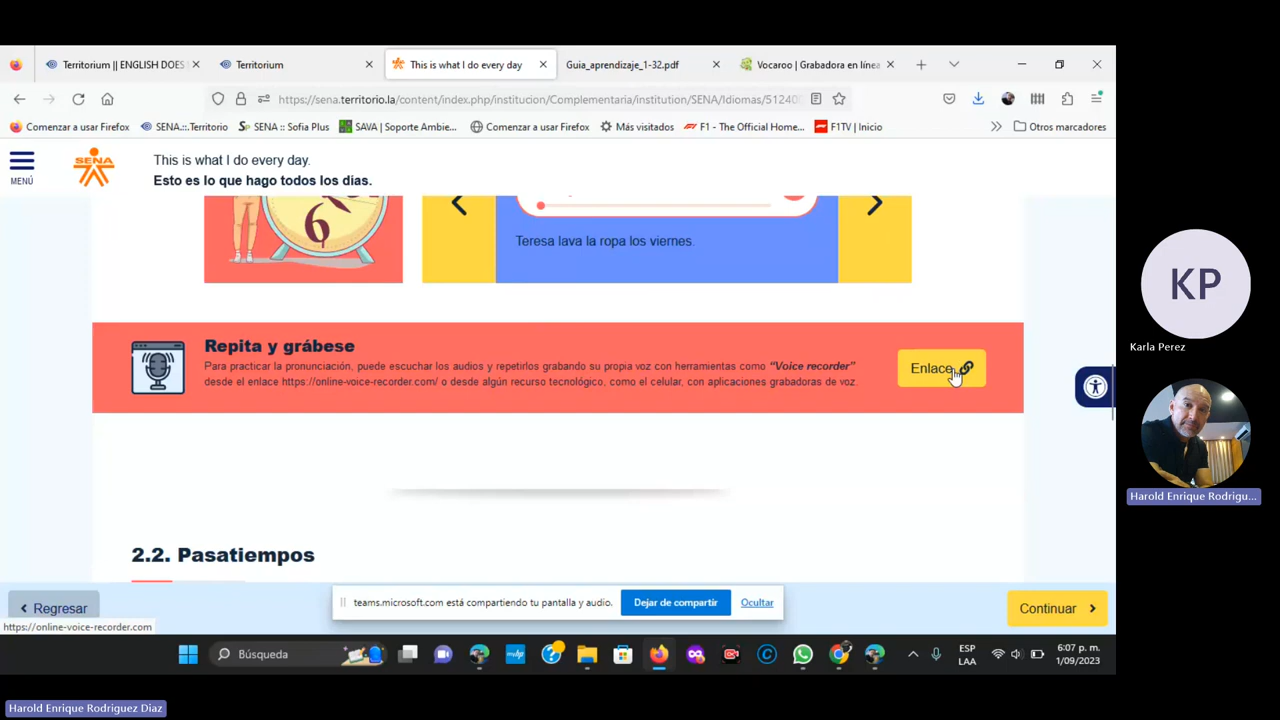 Territorium || ENGLISH DOES
Territorium
This is what I do every day
Guia_aprendizaje_1-32.pdf
Vocaroo | Grabadora en línea
https://sena.territorio.la/content/index.php/institucion/Complementaria/institution/SENA/Idiomas/51240
Comenzar a usar Firefox
SENA.::.Territorio
SENA :: Sofia Plus
SAVA | Soporte Ambie...
Comenzar a usar Firefox
Más visitados
F1 - The Official Home...
F1TV | Inicio
Otros marcadores
MENÚ
SENA
This is what I do every day.
Esto es lo que hago todos los días.
6
Teresa lava la ropa los viernes.
Repita y grábese
Para practicar la pronunciación, puede escuchar los audios y repetirlos grabando su propia voz con herramientas como “Voice recorder”
desde el enlace https://online-voice-recorder.com/ o desde algún recurso tecnológico, como el celular, con aplicaciones grabadoras de voz.
Enlace
KP
Karla Perez
Harold Enrique Rodrigu...
2.2. Pasatiempos
Regresar
teams.microsoft.com está compartiendo tu pantalla y audio.
Dejar de compartir
Ocultar
Continuar
https://online-voice-recorder.com
Búsqueda
ESP
LAA
6:07 p. m.
1/09/2023
Harold Enrique Rodriguez Diaz